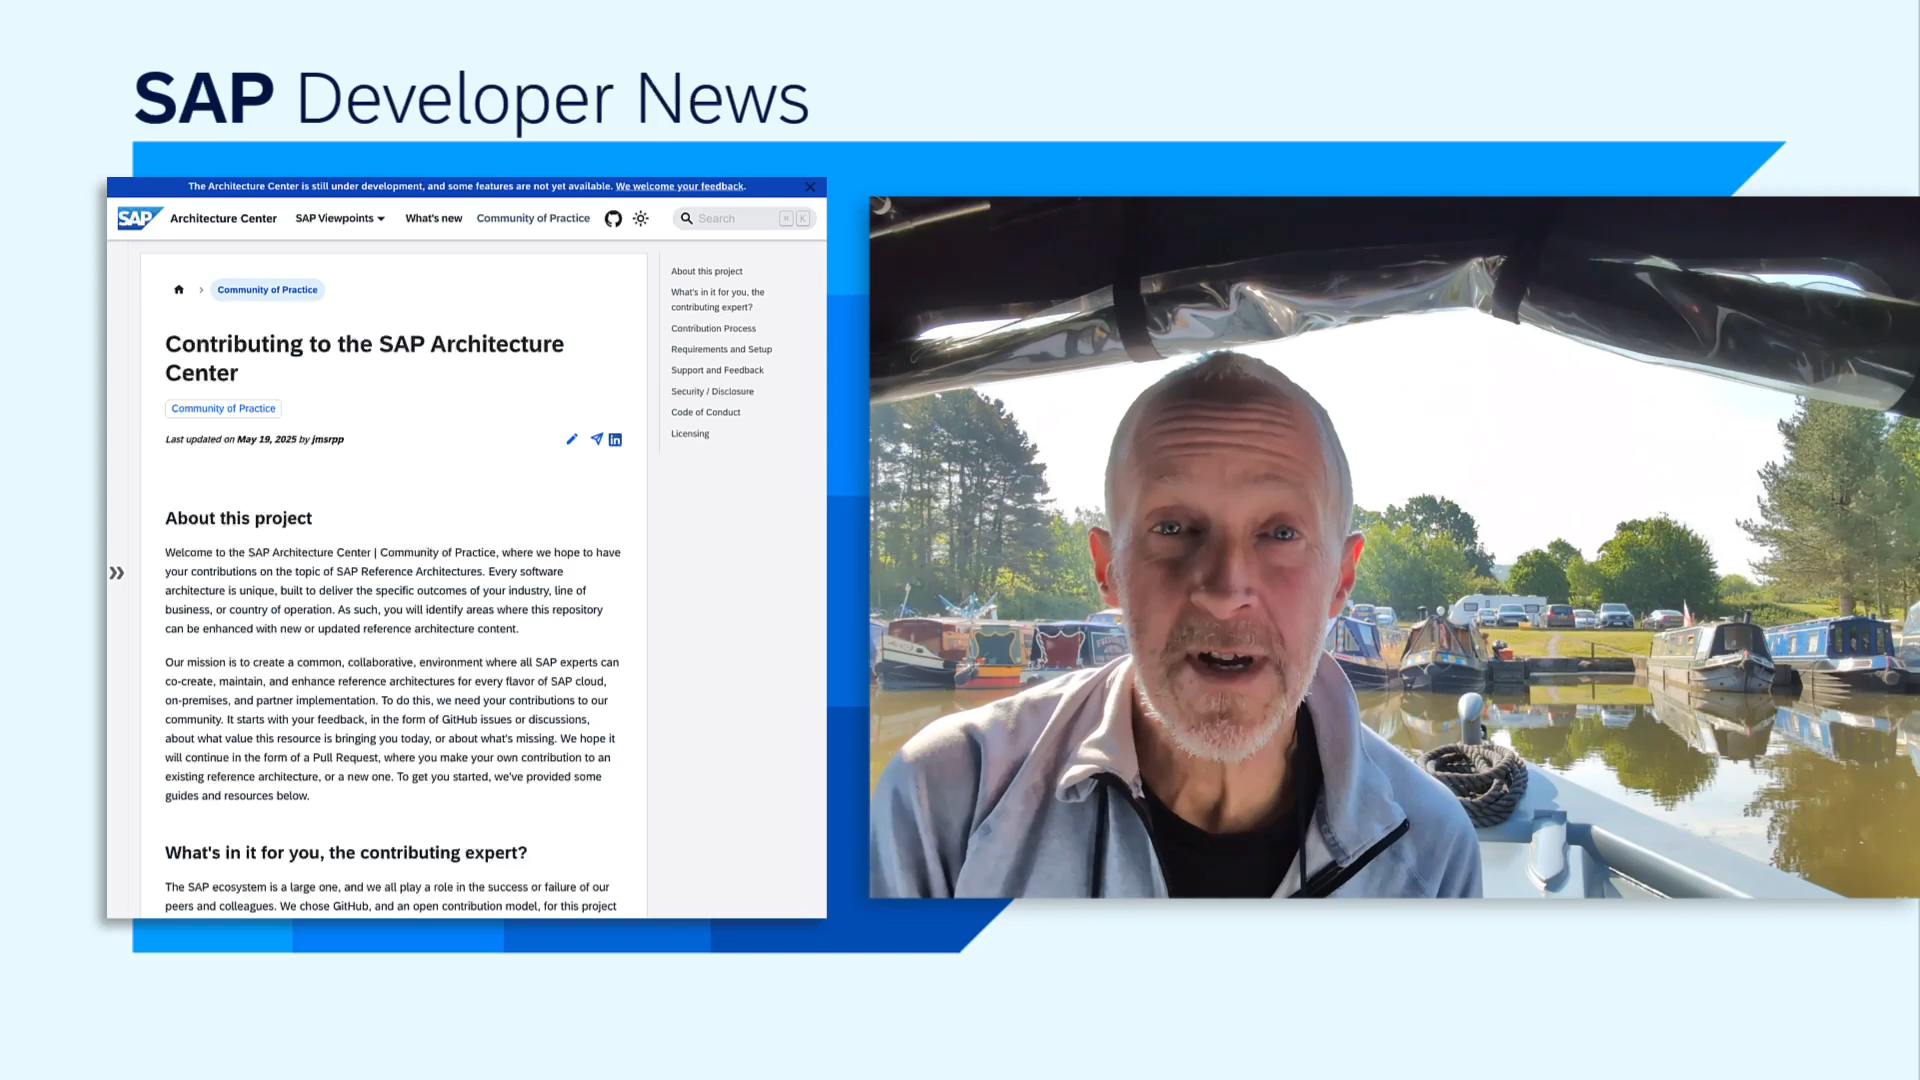 SAP Developer News
The Architecture Center is still under development, and some features are not yet available. We welcome your feedback.
SAP Architecture Center SAP Viewpoints What's new Community of Practice Search K
Community of Practice
Contributing to the SAP Architecture
Center
Community of Practice
Last updated on May 19, 2025 by jmsrpp
About this project
Welcome to the SAP Architecture Center | Community of Practice, where we hope to have
your contributions on the topic of SAP Reference Architectures. Every software
architecture is unique, built to deliver the specific outcomes of your industry, line of
business, or country of operation. As such, you will identify areas where this repository
can be enhanced with new or updated reference architecture content.
Our mission is to create a common, collaborative, environment where all SAP experts can
co-create, maintain, and enhance reference architectures for every flavor of SAP cloud,
on-premises, and partner implementation. To do this, we need your contributions to our
community. It starts with your feedback, in the form of GitHub issues or discussions,
about what value this resource is bringing you today, or about what's missing. We hope it
will continue in the form of a Pull Request, where you make your own contribution to an
existing reference architecture, or a new one. To get you started, we've provided some
guides and resources below.
What's in it for you, the contributing expert?
The SAP ecosystem is a large one, and we all play a role in the success or failure of our
peers and colleagues. We chose GitHub, and an open contribution model, for this project
About this project
What's in it for you, the
contributing expert?
Contribution Process
Requirements and Setup
Support and Feedback
Security / Disclosure
Code of Conduct
Licensing